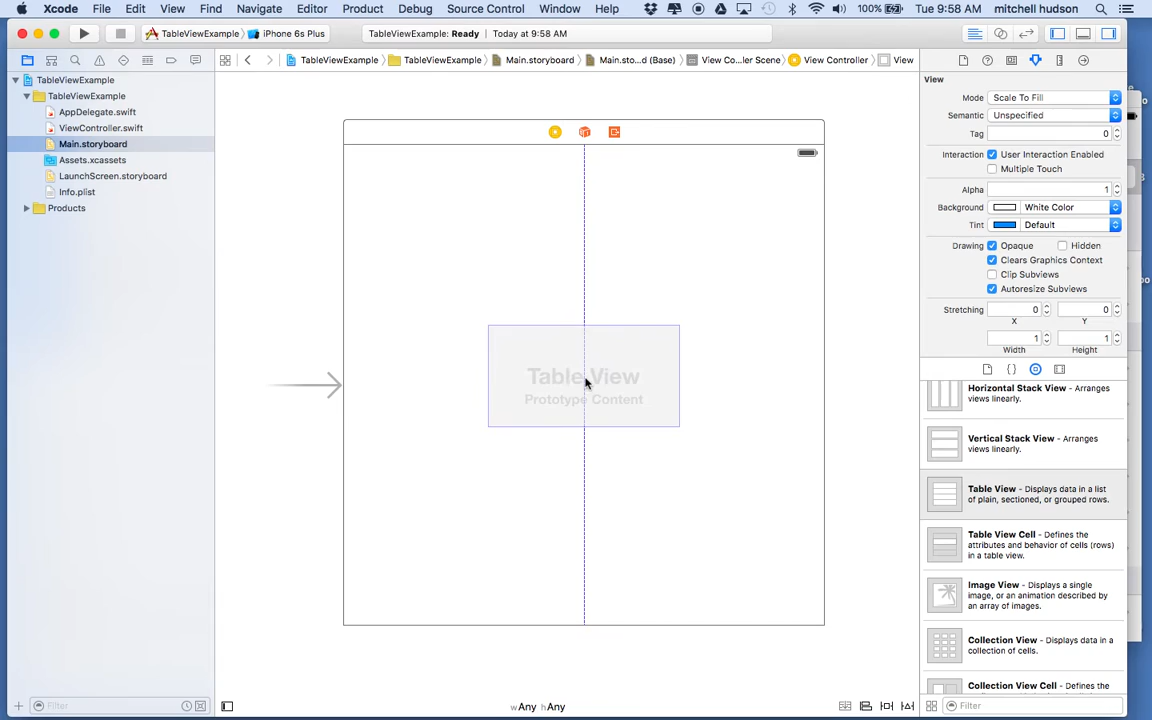 Xcode File Edit View Find Navigate Editor Product Debug Source Control Window Help 100% Tue 9:58 AM mitchell hudson
TableViewExample iPhone 6s Plus TableViewExample: Ready Today at 9:58 AM
TableViewExample TableViewExample Main.storyboard Main.sto...d (Base) View Co...ler Scene View Controller View
TableViewExample
TableViewExample
AppDelegate.swift
ViewController.swift
Main.storyboard
Assets.xcassets
LaunchScreen.storyboard
Info.plist
Products
Table View
Prototype Content
View
Mode Scale To Fill
Semantic Unspecified
Tag 0
Interaction User Interaction Enabled
Multiple Touch
Alpha 1
Background White Color
Tint Default
Drawing Opaque Hidden
Clears Graphics Context
Clip Subviews
Autoresize Subviews
Stretching 0 0
X Y
1 1
Width Height
{ }
Horizontal Stack View - Arranges
views linearly.
Vertical Stack View - Arranges
views linearly.
Table View - Displays data in a list
of plain, sectioned, or grouped rows.
Table View Cell - Defines the
attributes and behavior of cells (rows)
in a table view.
Image View - Displays a single
image, or an animation described by
an array of images.
Collection View - Displays data in a
collection of cells.
Collection View Cell - Defines the
Filter wAny hAny Filter